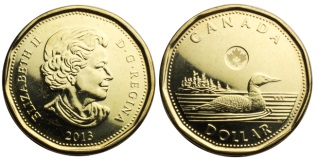 ELIZABETH II
D·G·REGINA
2013
CANADA
DOLLAR